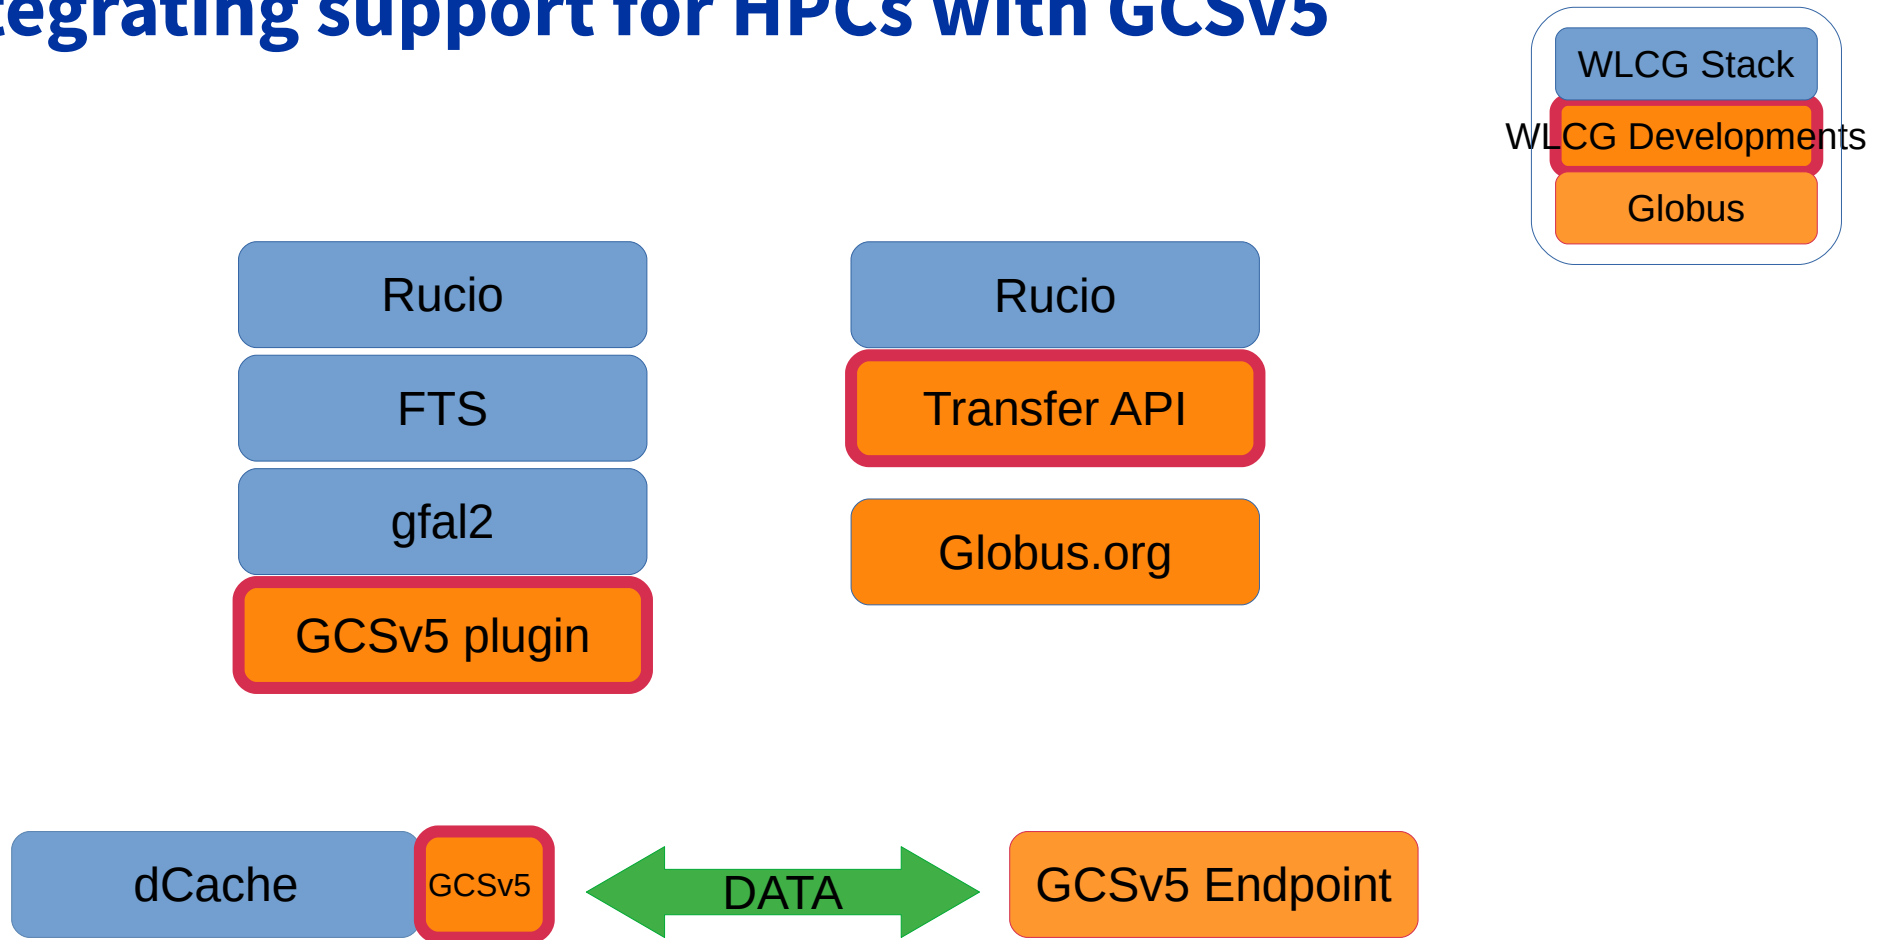 tegrating support for HPCs with GCSv5
WLCG Stack
WLCG Developments
Globus
Rucio
FTS
gfal2
GCSv5 plugin
Rucio
Transfer API
Globus.org
dCache
GCSv5
DATA
GCSv5 Endpoint